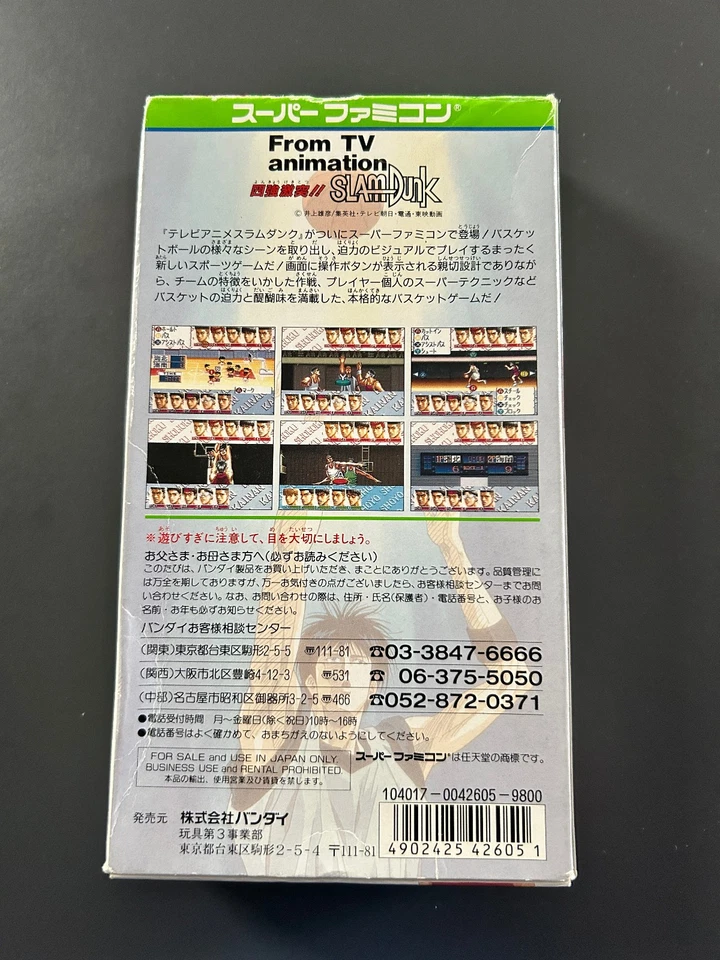 スーパーファミコン®
From TV
animation
四強激突!! SLAM DUNK
©井上雄彦/集英社・テレビ朝日・電通・東映動画
『テレビアニメスラムダンク』がついにスーパーファミコンで登場!バスケッ
トボールの様々なシーンを取り出し、迫力のビジュアルでプレイするまったく
新しいスポーツゲームだ!画面に操作ボタンが表示される親切設計でありなが
ら、チームの特徴をいかした作戦、プレイヤー個人のスーパーテクニックなど
バスケットの迫力と醍醐味を満載した、本格的なバスケットゲームだ!
※遊びすぎに注意して、目を大切にしましょう。
お父さま・お母さま方へ(必ずお読みください)
このたびは、バンダイ製品をお買い上げいただき、まことにありがとうございます。品質管理に
は万全を期しておりますが、万一お気付きの点がございましたら、お客様相談センターまでお問
い合わせください。なお、お問い合わせの際は、住所・氏名(保護者)・電話番号と、お子様のお
名前・お年も必ずお知らせください。
バンダイお客様相談センター
(関東)東京都台東区駒形2-5-5 〠111-81 ☎03-3847-6666
(関西)大阪市北区豊崎4-12-3 〠531 ☎06-375-5050
(中部)名古屋市昭和区御器所3-2-5 〠466 ☎052-872-0371
●電話受付時間 月〜金曜日(除く祝日)10時〜16時
●電話番号はよく確かめて、おまちがえのないようにしてください。
FOR SALE and USE IN JAPAN ONLY.
BUSINESS USE and RENTAL PROHIBITED.
本品の輸出、使用営業及び賃貸を禁じます。
スーパーファミコン®は任天堂の商標です。
104017-0042605-9800
発売元 株式会社バンダイ
玩具第3事業部
東京都台東区駒形2-5-4 〒111-81
4902425 42605 1